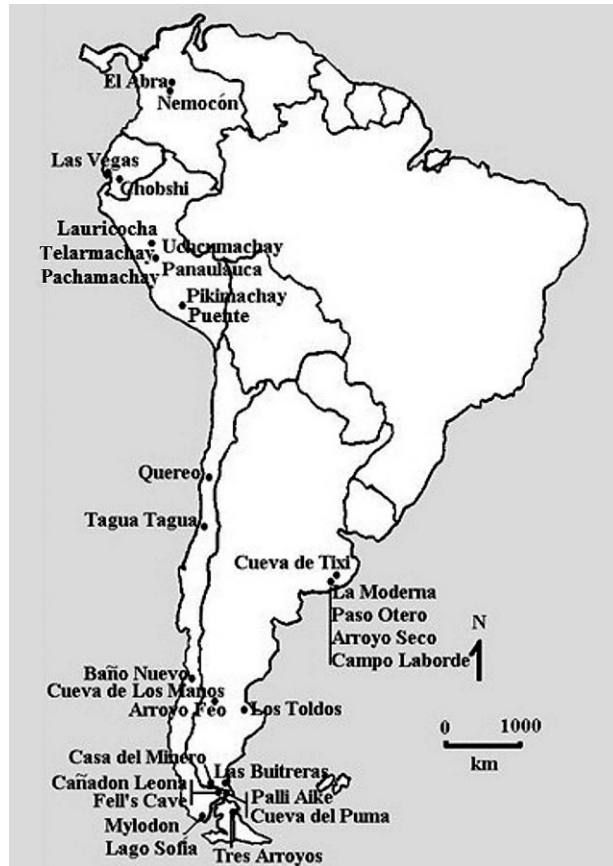 El Abra
Nemocón
Las Vegas
Chobshi
Lauricocha
Uchcumachay
Telarmachay
Panaulauca
Pachamachay
Pikimachay
Puente
Quereo
Tagua Tagua
Cueva de Tixi
La Moderna
Paso Otero
Arroyo Seco
Campo Laborde
N
Baño Nuevo
Cueva de Los Manos
Arroyo Feo
Los Toldos
0 1000
km
Casa del Minero
Las Buitreras
Cañadon Leona
Fell's Cave
Palli Aike
Cueva del Puma
Mylodon
Lago Sofía
Tres Arroyos